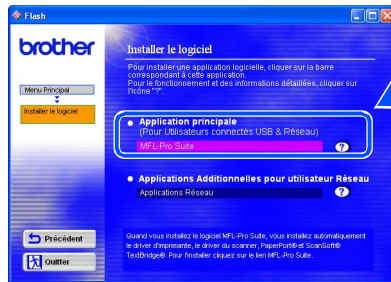 Flash
brother
Installer le logiciel
Pour installer une application logicielle, cliquer sur la barre
correspondant à cette application.
Pour le fonctionnement et des informations détaillées, cliquer sur
l'icône "?".
Menu Principal
Installer le logiciel
Application principale
(Pour Utilisateurs connectés USB & Réseau)
MFL-Pro Suite
?
Applications Additionnelles pour utilisateur Réseau
Applications Réseau
?
Précédent
Quitter
Quand vous installez le logiciel MFL-Pro Suite, vous installez automatiquement
le driver d'imprimante, le driver du scanner, PaperPort® et ScanSoft®
TextBridge®. Pour l'installer cliquez sur le lien MFL-Pro Suite.